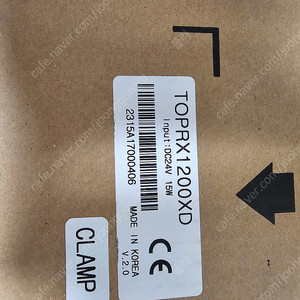 TOPRX1200XD
Input:DC24V 15W
2315A17000406
MADE IN KOREA
V.2.0
CE
CLAMP